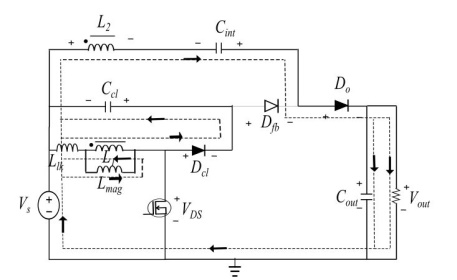 L2
+ −
− Cint +
Ccl
− +
Do
+ −
Dfb
+ −
Llk
L
Dcl
+ −
Lmag
Vs
+
−
+
VDS
−
+
Cout
−
+
Vout
−